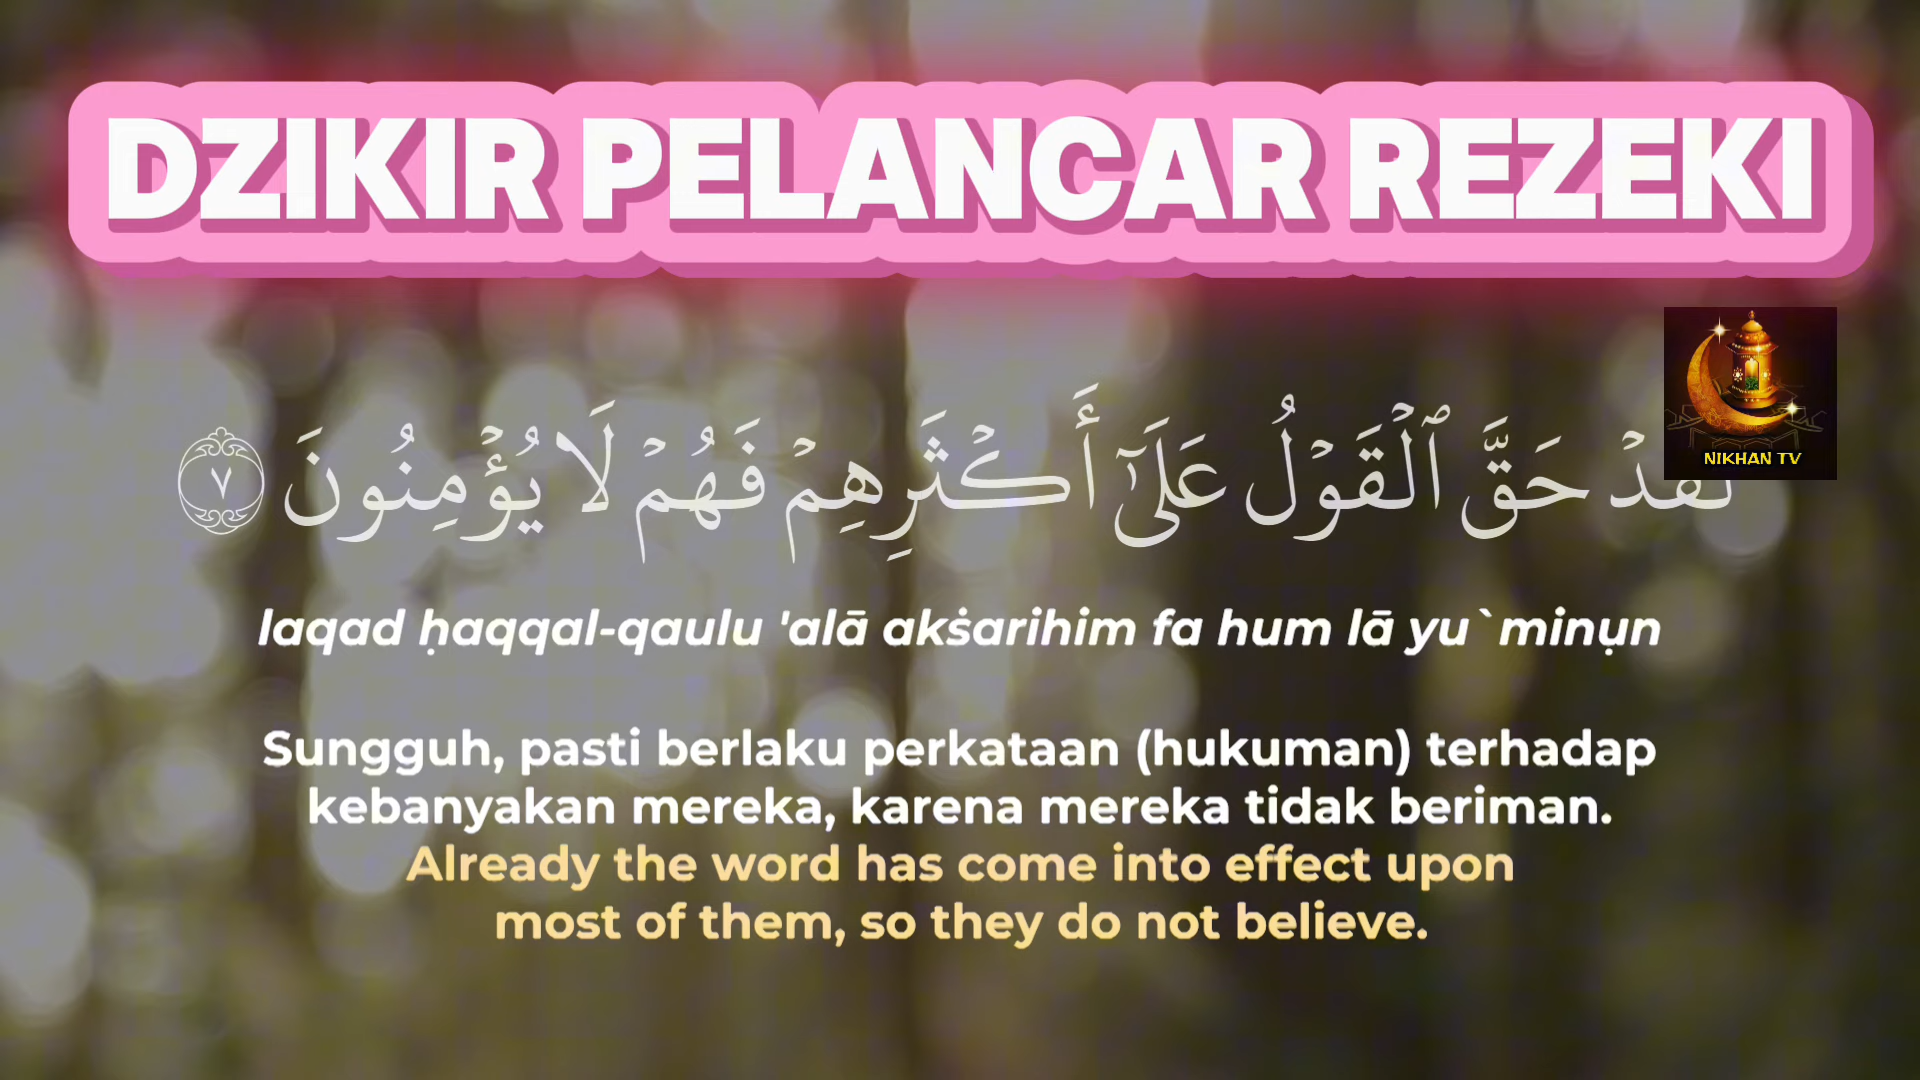 DZIKIR PELANCAR REZEKI
NIKHAN TV
لَقَدْ حَقَّ ٱلْقَوْلُ عَلَىٰٓ أَكْثَرِهِمْ فَهُمْ لَا يُؤْمِنُونَ ٧
laqad ḥaqqal-qaulu 'alā akṡarihim fa hum lā yu`minụn
Sungguh, pasti berlaku perkataan (hukuman) terhadap
kebanyakan mereka, karena mereka tidak beriman.
Already the word has come into effect upon
most of them, so they do not believe.